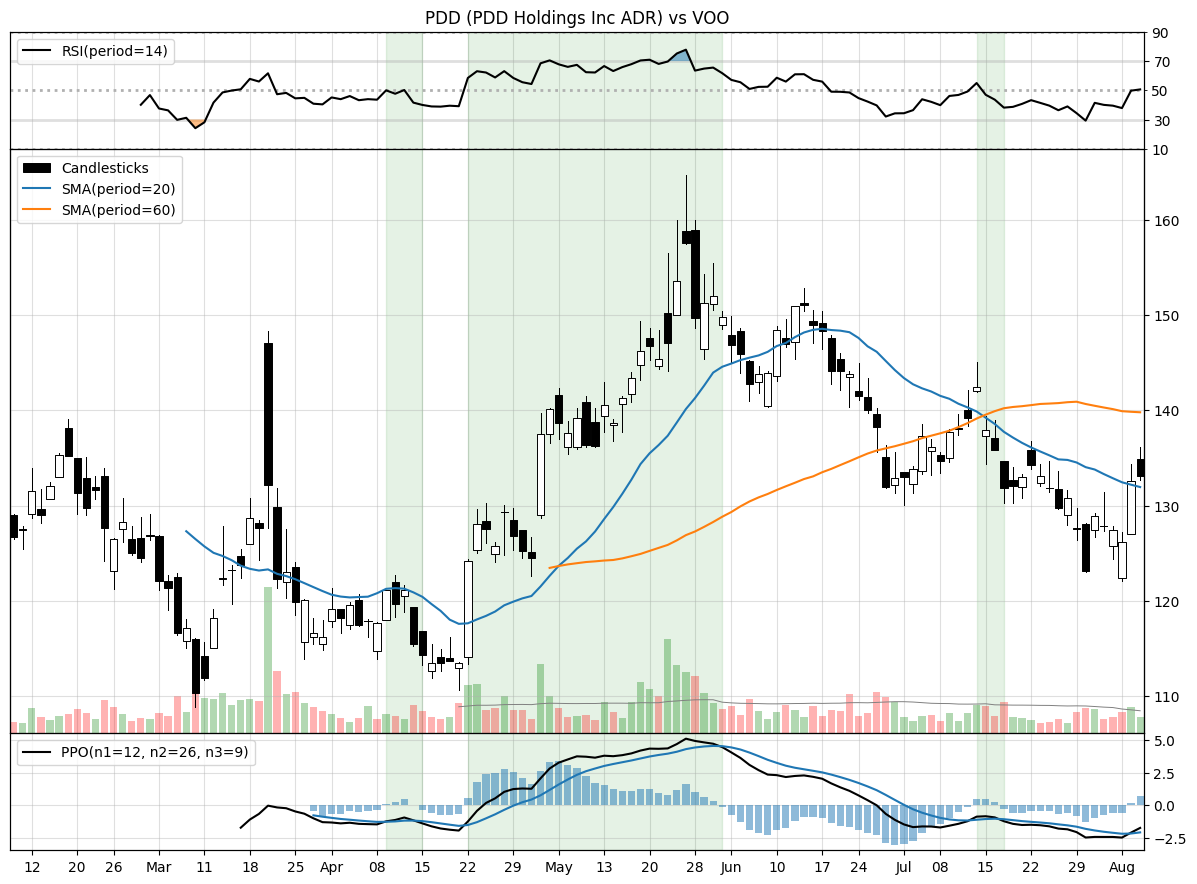 PDD (PDD Holdings Inc ADR) vs VOO
RSI(period=14)
90
70
50
30
10
Candlesticks
SMA(period=20)
SMA(period=60)
160
150
140
130
120
110
PPO(n1=12, n2=26, n3=9)
5.0
2.5
0.0
−2.5
12 20 26 Mar 11 18 25 Apr 08 15 22 29 May 13 20 28 Jun 10 17 24 Jul 08 15 22 29 Aug